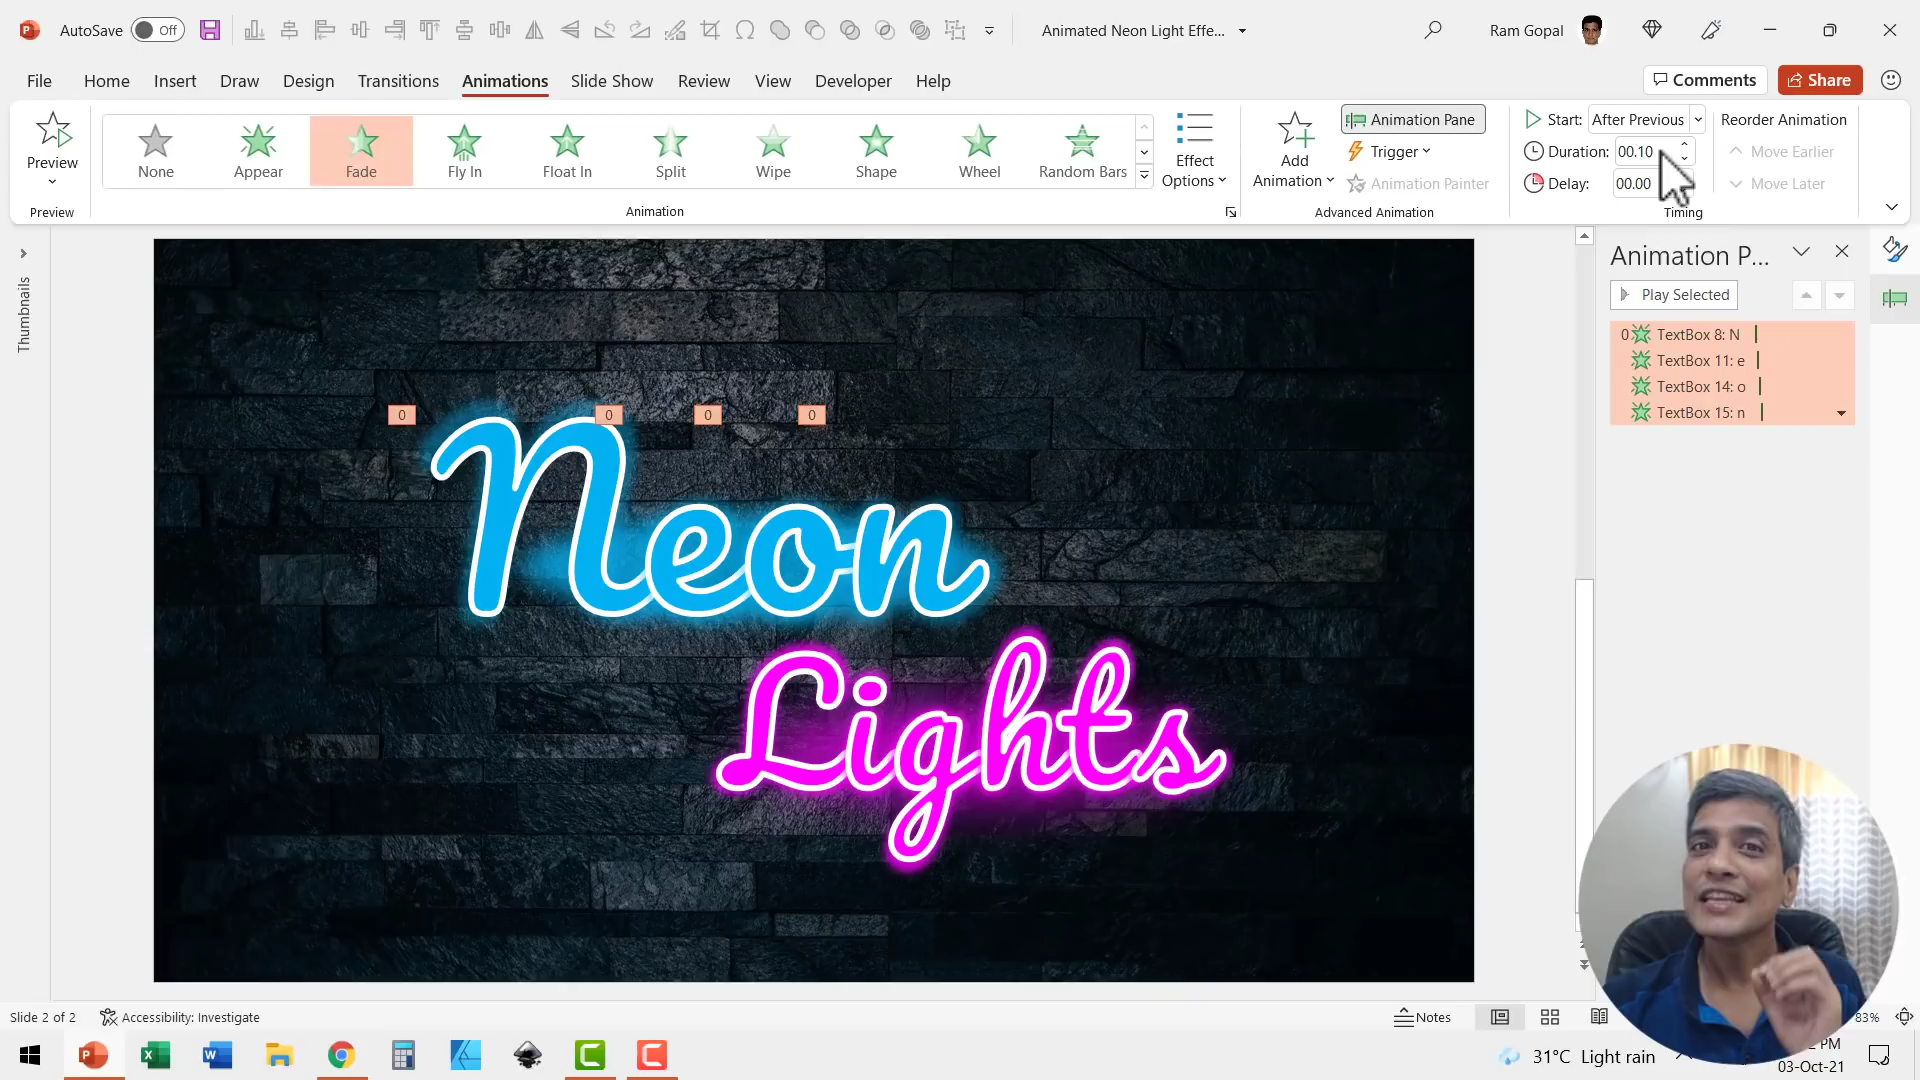 AutoSave Off Animated Neon Light Effe... Ram Gopal
File Home Insert Draw Design Transitions Animations Slide Show Review View Developer Help Comments Share
Preview
Preview
None Appear Fade Fly In Float In Split Wipe Shape Wheel Random Bars
Animation
Effect
Options
Add
Animation
Animation Pane
Trigger
Animation Painter
Advanced Animation
Start: After Previous
Duration: 00.10
Delay: 00.00
Timing
Reorder Animation
Move Earlier
Move Later
Thumbnails
0 0 0 0
Neon
Lights
Animation P...
Play Selected
0 TextBox 8: N
TextBox 11: e
TextBox 14: o
TextBox 15: n
Slide 2 of 2 Accessibility: Investigate Notes 83%
31°C Light rain
PM
03-Oct-21